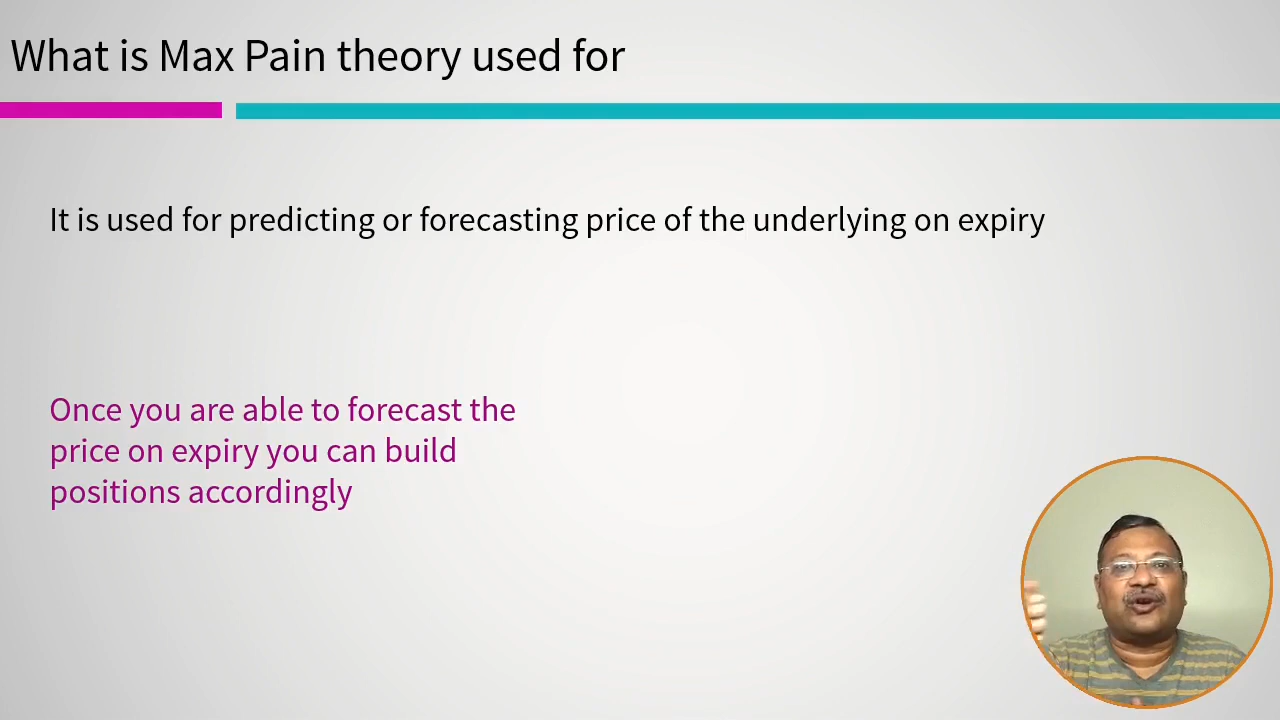 What is Max Pain theory used for
It is used for predicting or forecasting price of the underlying on expiry
Once you are able to forecast the
price on expiry you can build
positions accordingly